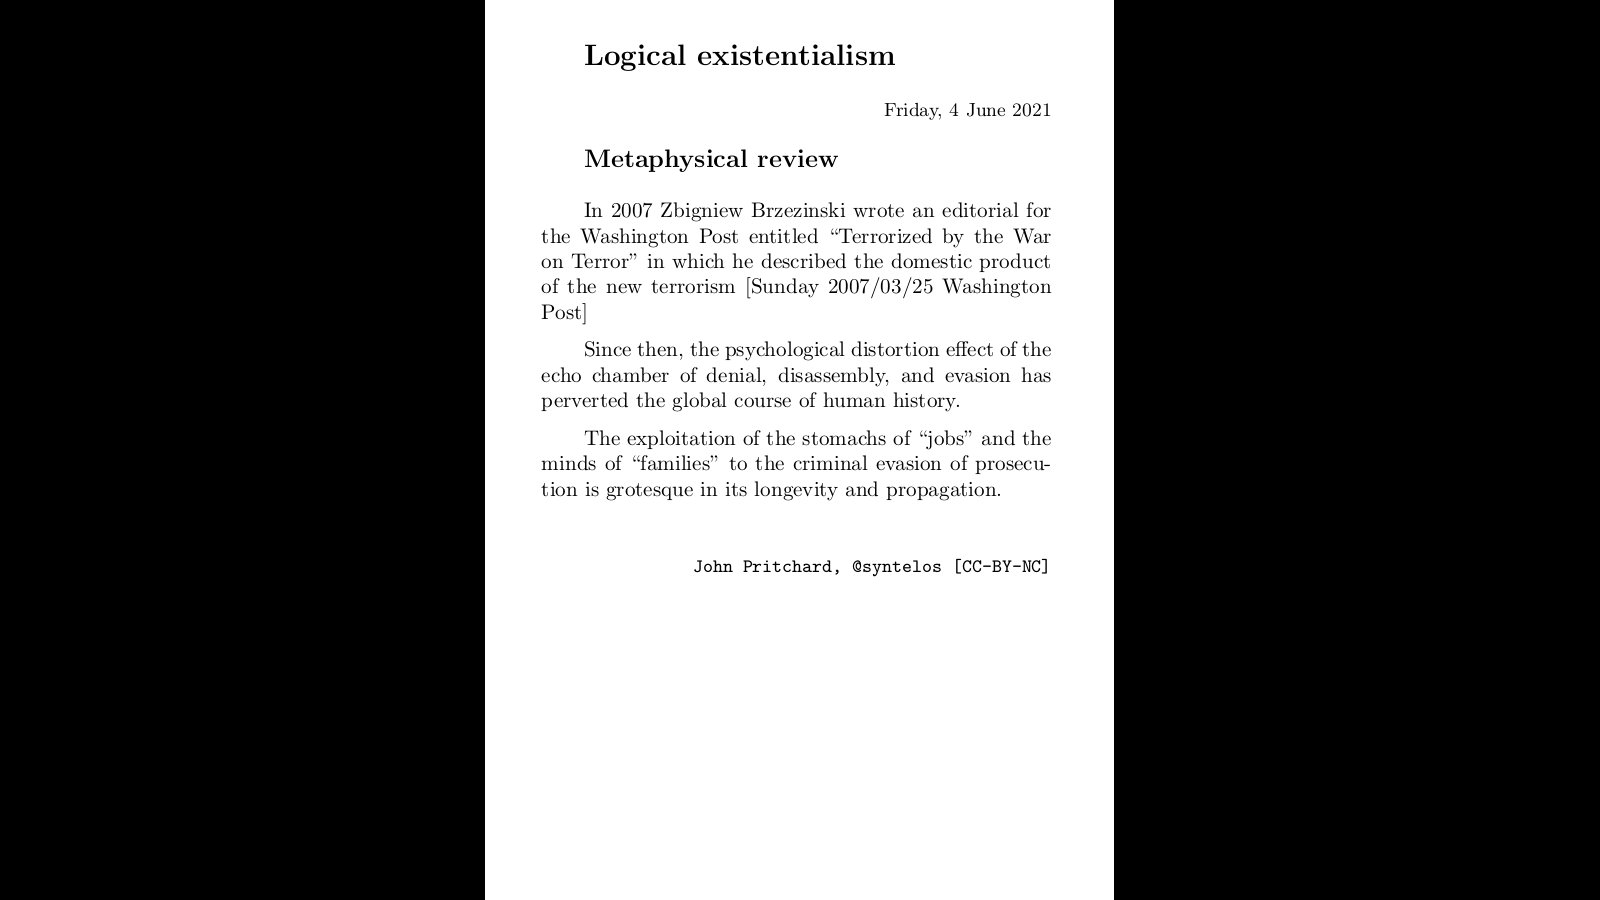 Logical existentialism
Friday, 4 June 2021
Metaphysical review
In 2007 Zbigniew Brzezinski wrote an editorial for
the Washington Post entitled “Terrorized by the War
on Terror” in which he described the domestic product
of the new terrorism [Sunday 2007/03/25 Washington
Post]
Since then, the psychological distortion effect of the
echo chamber of denial, disassembly, and evasion has
perverted the global course of human history.
The exploitation of the stomachs of “jobs” and the
minds of “families” to the criminal evasion of prosecu-
tion is grotesque in its longevity and propagation.
John Pritchard, @syntelos [CC-BY-NC]